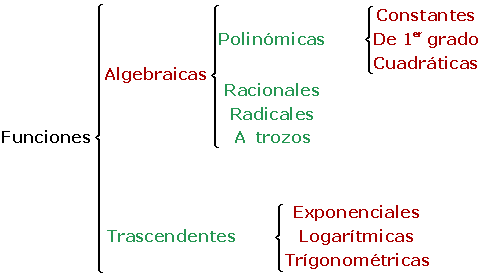 Constantes
Polinómicas
De 1er grado
Cuadráticas
Algebraicas
Racionales
Radicales
A trozos
Funciones
Exponenciales
Trascendentes
Logarítmicas
Trígonométricas